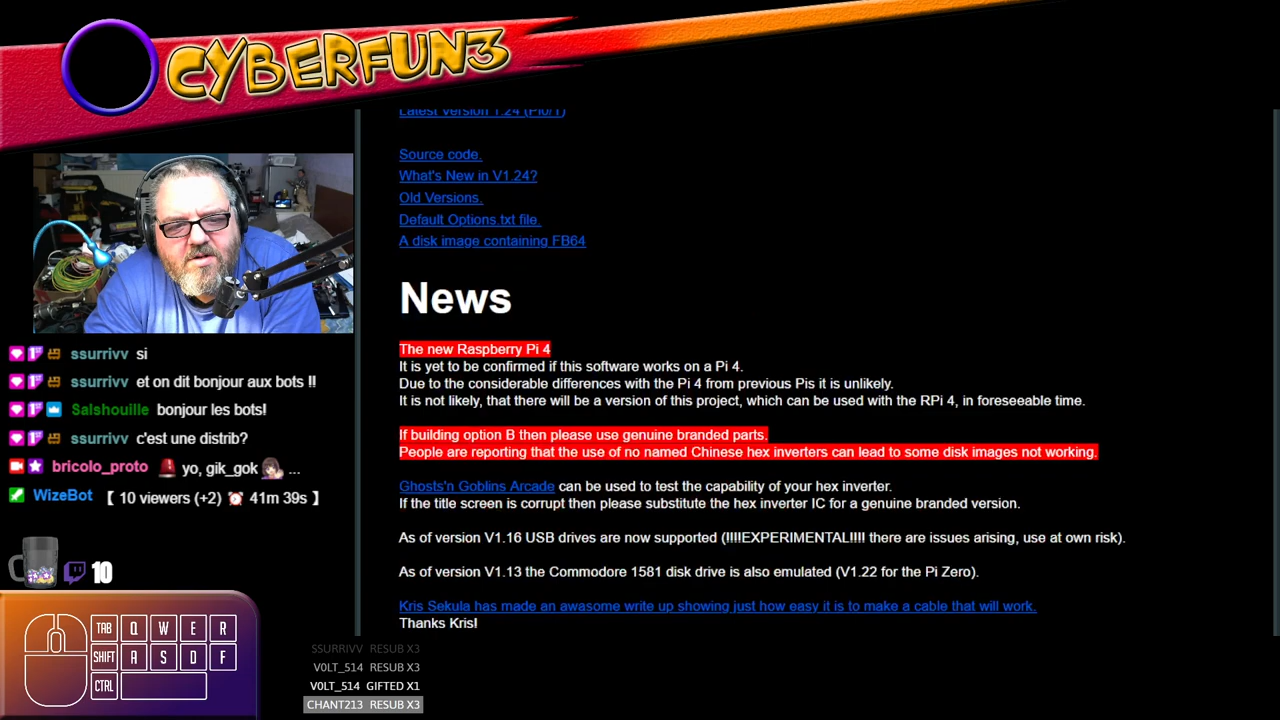 CYBERFUN3
Latest Version 1.24 (Pi0/1)
Source code.
What's New in V1.24?
Old Versions.
Default Options.txt file.
A disk image containing FB64
News
The new Raspberry Pi 4
It is yet to be confirmed if this software works on a Pi 4.
Due to the considerable differences with the Pi 4 from previous Pis it is unlikely.
It is not likely, that there will be a version of this project, which can be used with the RPi 4, in foreseeable time.
If building option B then please use genuine branded parts.
People are reporting that the use of no named Chinese hex inverters can lead to some disk images not working.
Ghosts'n Goblins Arcade can be used to test the capability of your hex inverter.
If the title screen is corrupt then please substitute the hex inverter IC for a genuine branded version.
As of version V1.16 USB drives are now supported (!!!!EXPERIMENTAL!!!! there are issues arising, use at own risk).
As of version V1.13 the Commodore 1581 disk drive is also emulated (V1.22 for the Pi Zero).
Kris Sekula has made an awasome write up showing just how easy it is to make a cable that will work.
Thanks Kris!
ssurrivv si
ssurrivv et on dit bonjour aux bots !!
Salshouille bonjour les bots!
ssurrivv c'est une distrib?
bricolo_proto yo, gik_gok ...
WizeBot 【 10 viewers (+2) 41m 39s 】
10
TAB Q W E R
SHIFT A S D F
CTRL
SSURRIVV RESUB X3
V0LT_514 RESUB X3
V0LT_514 GIFTED X1
CHANT213 RESUB X3